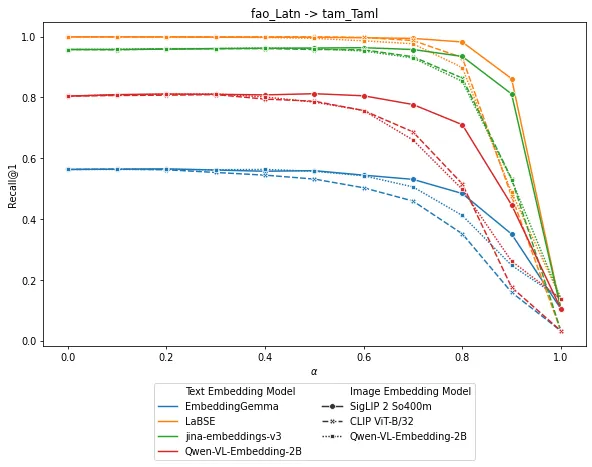 fao_Latn -> tam_Taml
Recall@1
1.0
0.8
0.6
0.4
0.2
0.0
0.0 0.2 0.4 0.6 0.8 1.0
α
Text Embedding Model
EmbeddingGemma
LaBSE
jina-embeddings-v3
Qwen-VL-Embedding-2B
Image Embedding Model
SigLIP 2 So400m
CLIP ViT-B/32
Qwen-VL-Embedding-2B